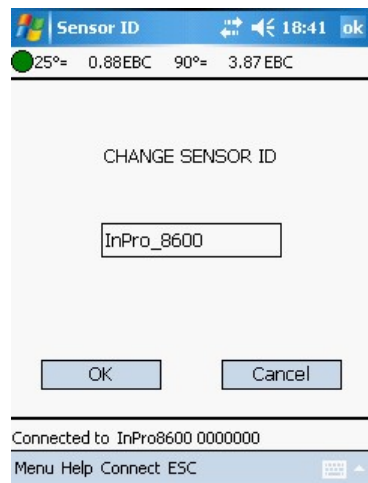 Sensor ID 18:41 ok
25°= 0.88EBC 90°= 3.87EBC
CHANGE SENSOR ID
InPro_8600
OK Cancel
Connected to InPro8600 0000000
Menu Help Connect ESC